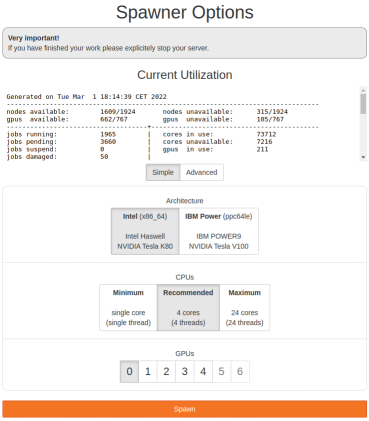 Spawner Options
Very important!
If you have finished your work please explicitely stop your server.
Current Utilization
Generated on Tue Mar  1 18:14:39 CET 2022
nodes available: 1609/1924 nodes unavailable: 315/1924
gpus available: 662/767 gpus unavailable: 105/767
jobs running: 1965 | cores in use: 73712
jobs pending: 3660 | cores unavailable: 7216
jobs suspend: 0 | gpus in use: 211
jobs damaged: 50 |
Simple Advanced
Architecture
Intel (x86_64) IBM Power (ppc64le)
Intel Haswell IBM POWER9
NVIDIA Tesla K80 NVIDIA Tesla V100
CPUs
Minimum Recommended Maximum
single core 4 cores 24 cores
(single thread) (4 threads) (24 threads)
GPUs
0 1 2 3 4 5 6
Spawn